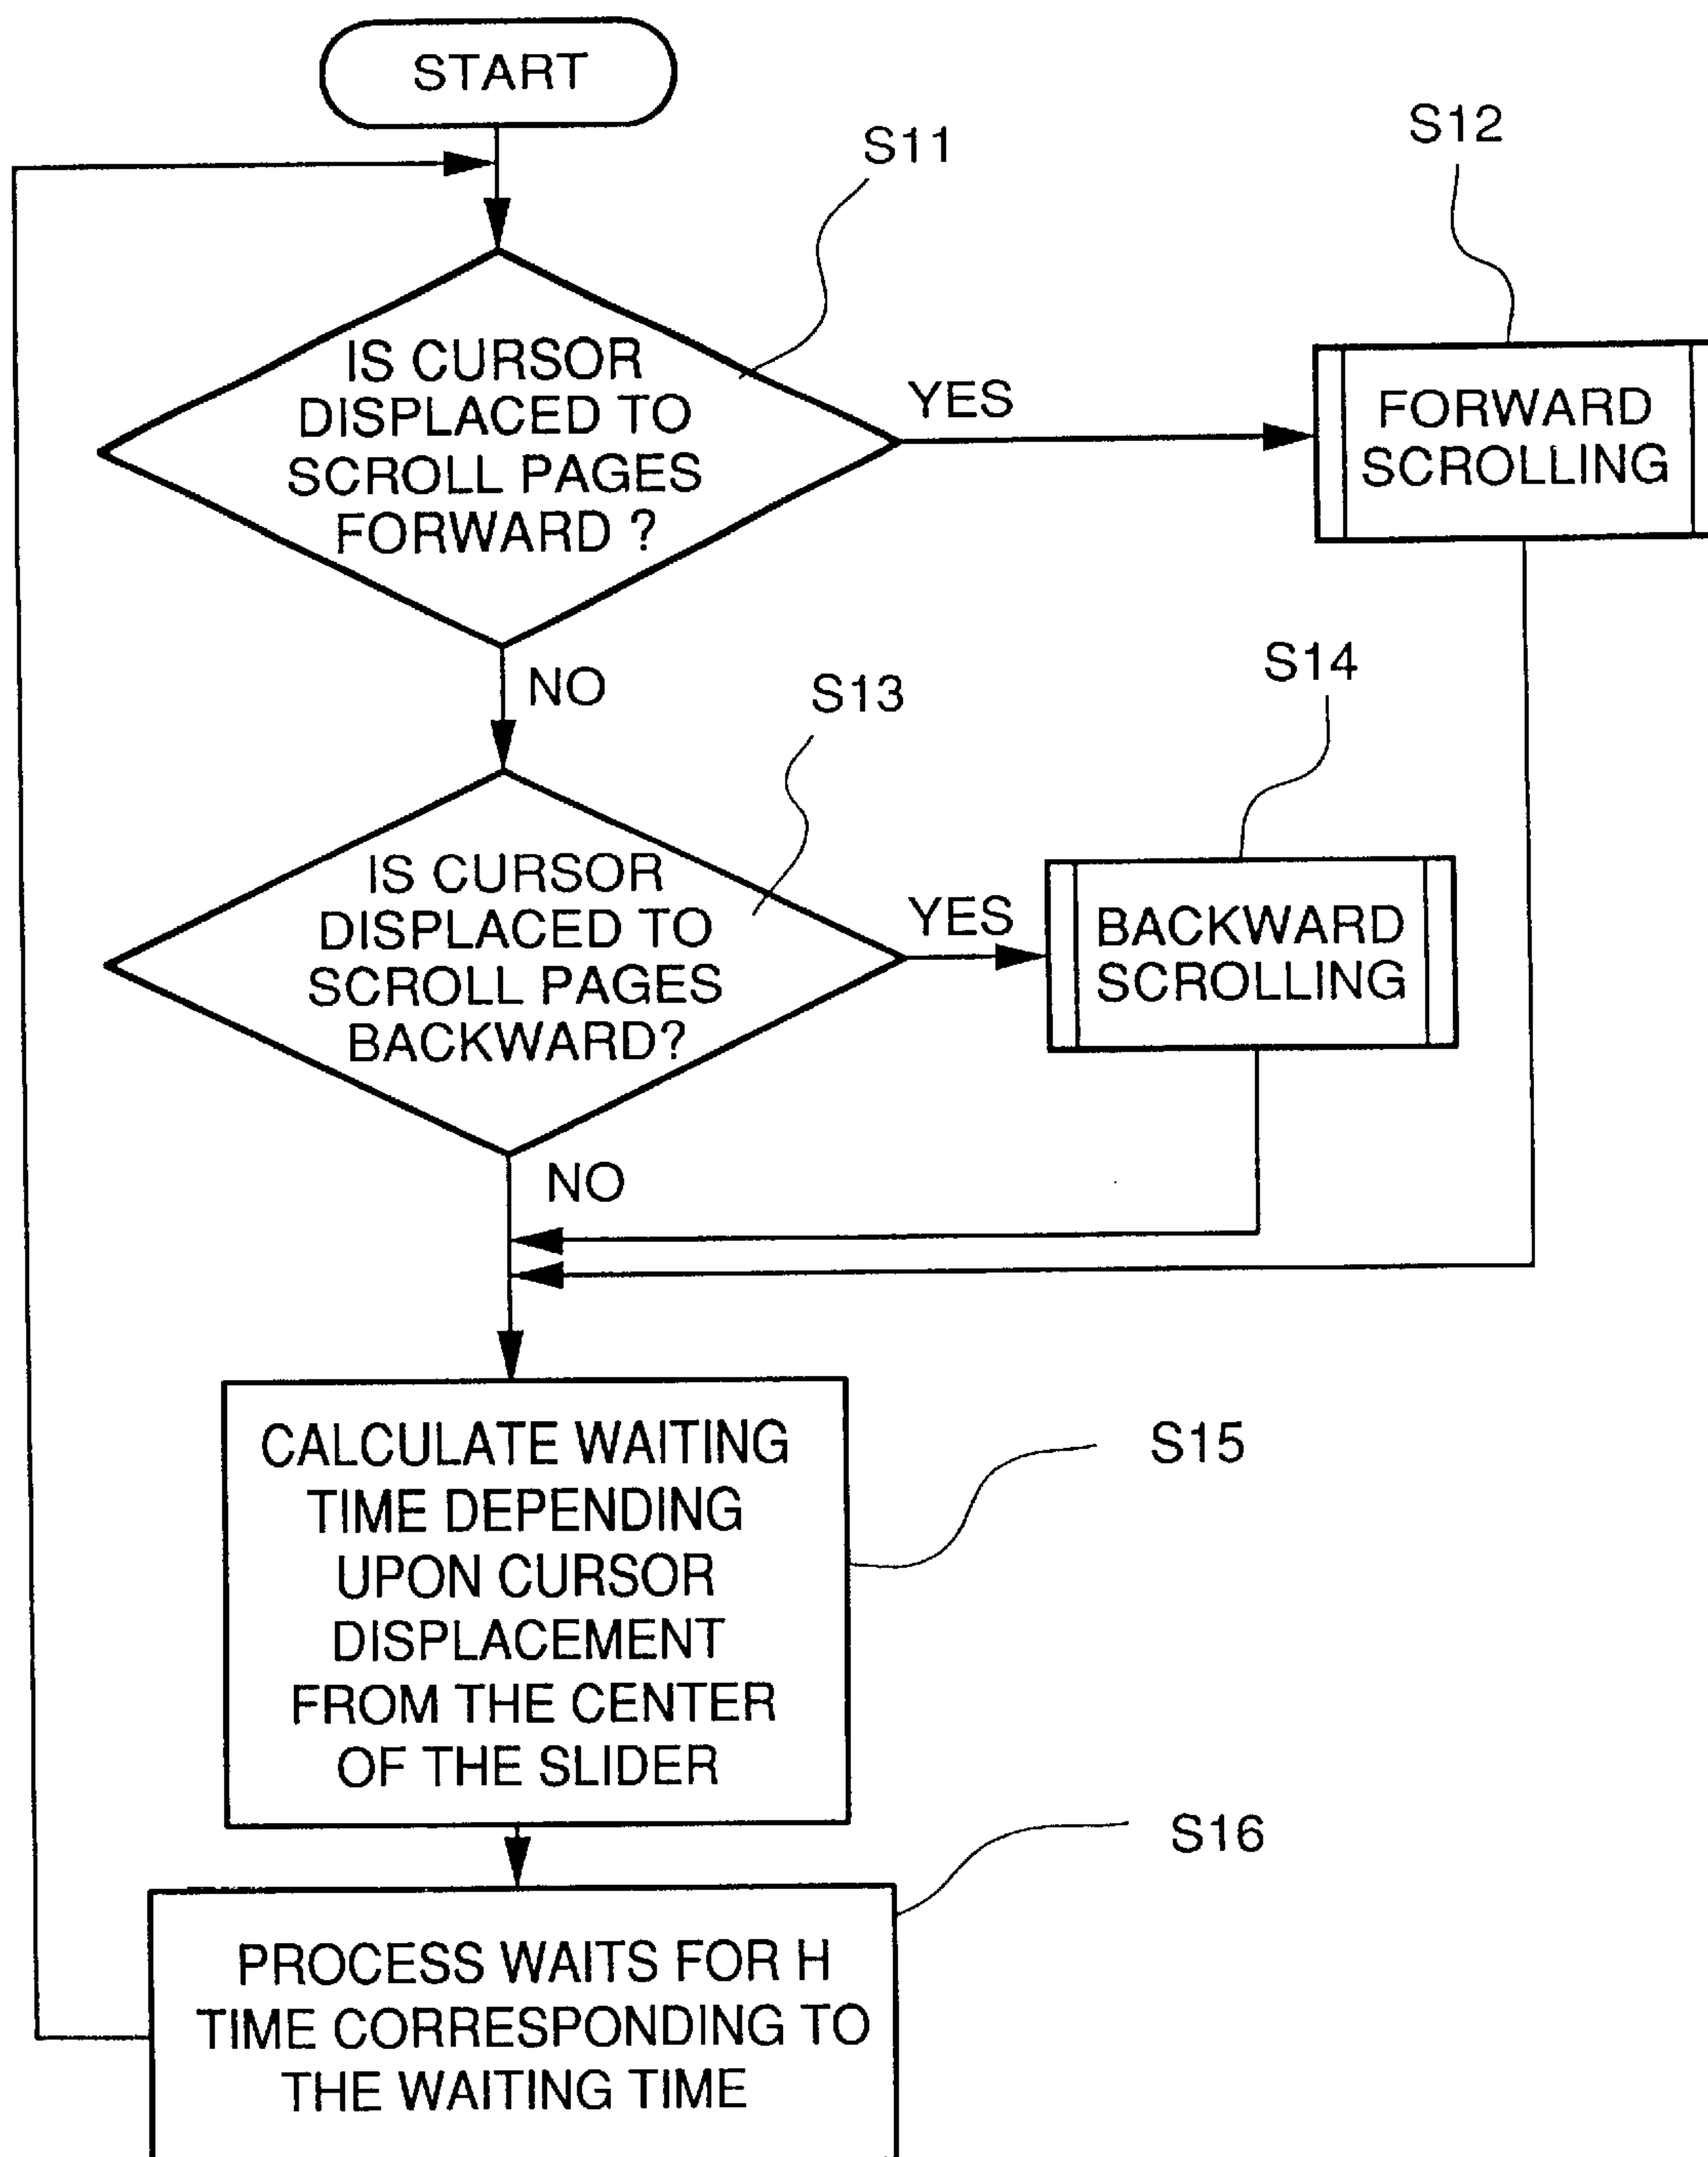 START
S11
S12
IS CURSOR
DISPLACED TO
SCROLL PAGES
FORWARD ?
YES
FORWARD
SCROLLING
NO
S13
S14
IS CURSOR
DISPLACED TO
SCROLL PAGES
BACKWARD?
YES
BACKWARD
SCROLLING
NO
CALCULATE WAITING
TIME DEPENDING
UPON CURSOR
DISPLACEMENT
FROM THE CENTER
OF THE SLIDER
S15
S16
PROCESS WAITS FOR H
TIME CORRESPONDING TO
THE WAITING TIME